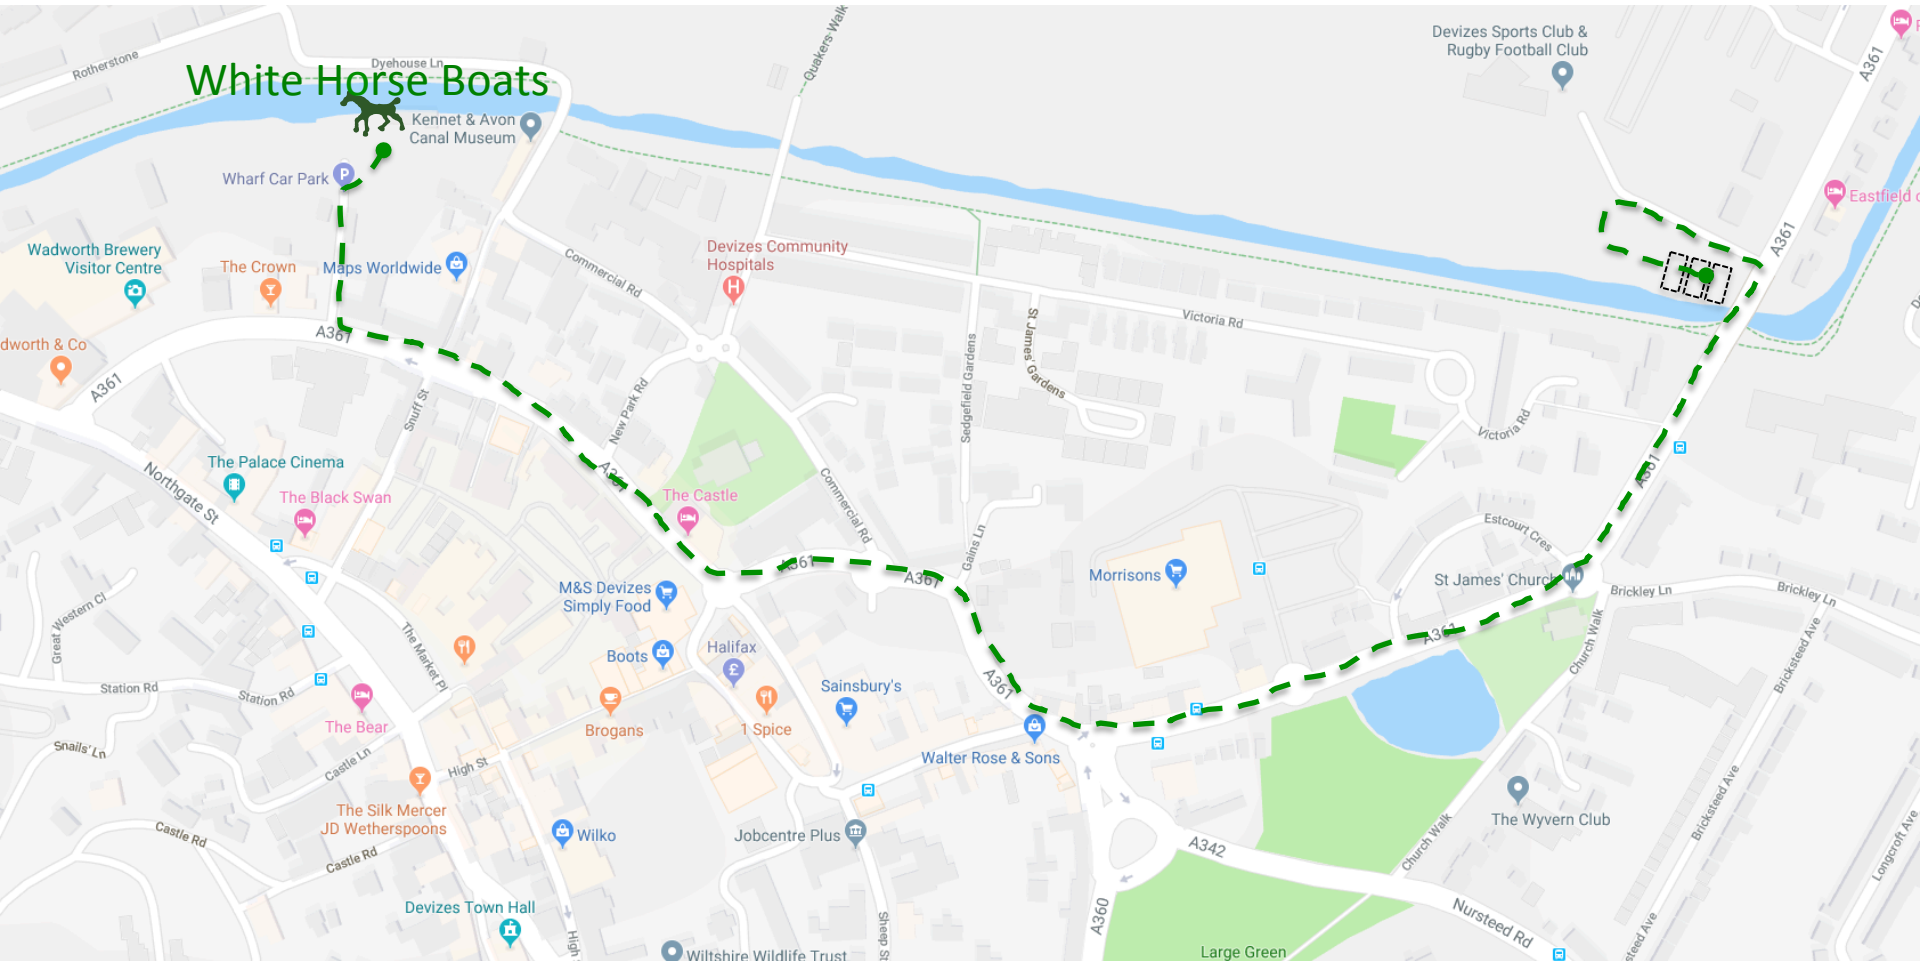 Rotherstone
Dyehouse Ln
White Horse Boats
Quakers Walk
Devizes Sports Club &
Rugby Football Club
A361
Kennet & Avon
Canal Museum
Wharf Car Park
Eastfield
A361
Wadworth Brewery
Visitor Centre
The Crown
Maps Worldwide
Commercial Rd
Devizes Community
Hospitals
Victoria Rd
St James' Gardens
Sedgefield Gardens
A361
dworth & Co
A361
Snuff St
New Park Rd
Victoria Rd
The Palace Cinema
The Black Swan
Northgate St
A361
The Castle
Commercial Rd
A361
Estcourt Cres
Gains Ln
A361
A361
Morrisons
St James' Church
Brickley Ln
Brickley Ln
M&S Devizes
Simply Food
Great Western Cl
The Market Pl
A361
Church Walk
Bricksteed Ave
Boots
Halifax
A361
Station Rd
Station Rd
Sainsbury's
The Bear
Brogans
1 Spice
Snails' Ln
Castle Ln
High St
Walter Rose & Sons
Bricksteed Ave
The Silk Mercer
JD Wetherspoons
Wilko
Jobcentre Plus
The Wyvern Club
Castle Rd
Castle Rd
A342
Church Walk
Longcroft Ave
Devizes Town Hall
A360
Nursteed Rd
High
Sheep St
steed Ave
Wiltshire Wildlife Trust
Large Green